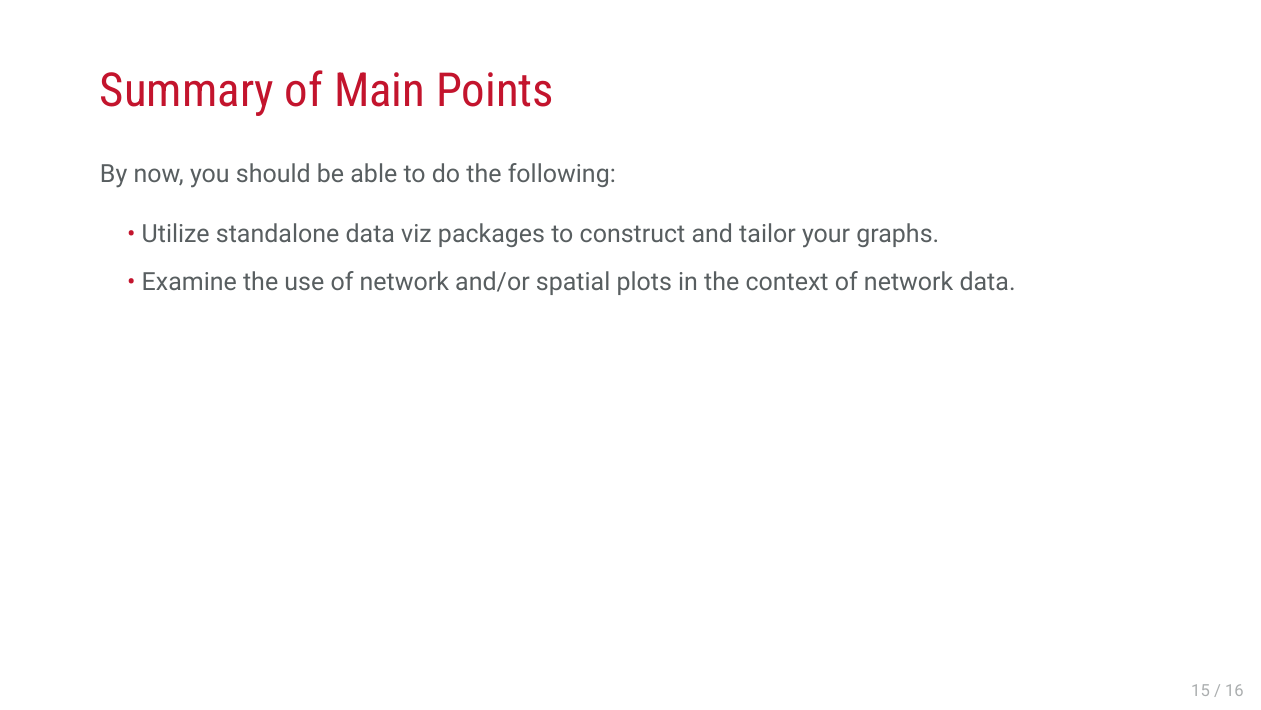 Summary of Main Points
By now, you should be able to do the following:
• Utilize standalone data viz packages to construct and tailor your graphs.
• Examine the use of network and/or spatial plots in the context of network data.
15 / 16